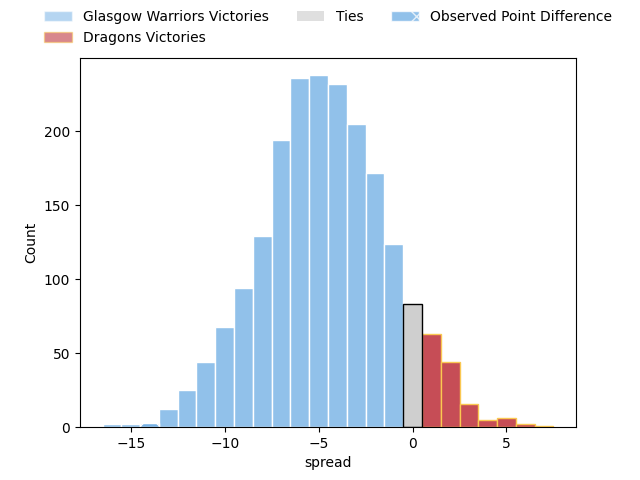 Glasgow Warriors Victories Ties Observed Point Difference
Dragons Victories
200
150
100
50
0
Count
−15 −10 −5 0 5
spread